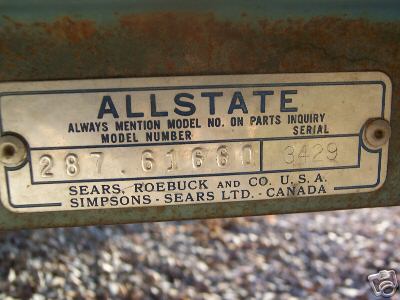 ALLSTATE
ALWAYS MENTION MODEL NO. ON PARTS INQUIRY
MODEL NUMBER SERIAL
287.61660 3429
SEARS, ROEBUCK AND CO. U.S.A.
SIMPSONS - SEARS LTD. - CANADA